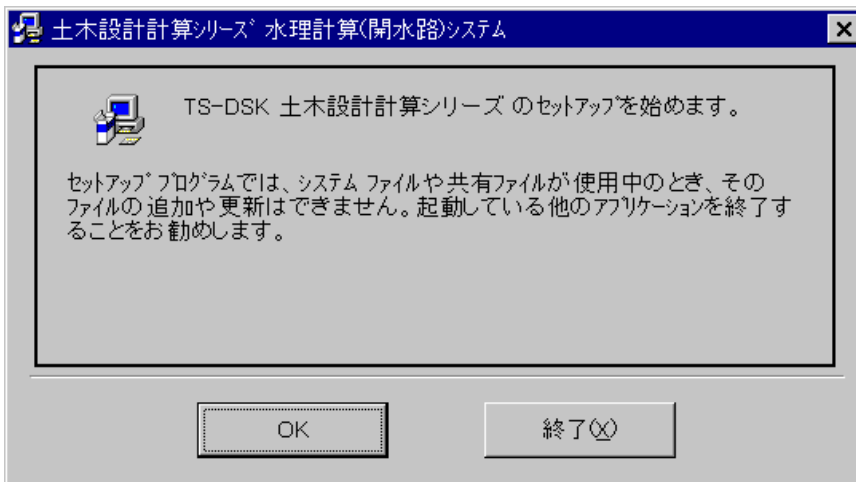 土木設計計算ｼﾘｰｽﾞ 水理計算(開水路)ｼｽﾃﾑ
TS-DSK 土木設計計算シリーズ のｾｯﾄｱｯﾌﾟを始めます。
ｾｯﾄｱｯﾌﾟ ﾌﾟﾛｸﾞﾗﾑでは、ｼｽﾃﾑ ﾌｧｲﾙや共有ﾌｧｲﾙが使用中のとき、その
ﾌｧｲﾙの追加や更新はできません。起動している他のｱﾌﾟﾘｹｰｼｮﾝを終了す
ることをお勧めします。
OK
終了(X)